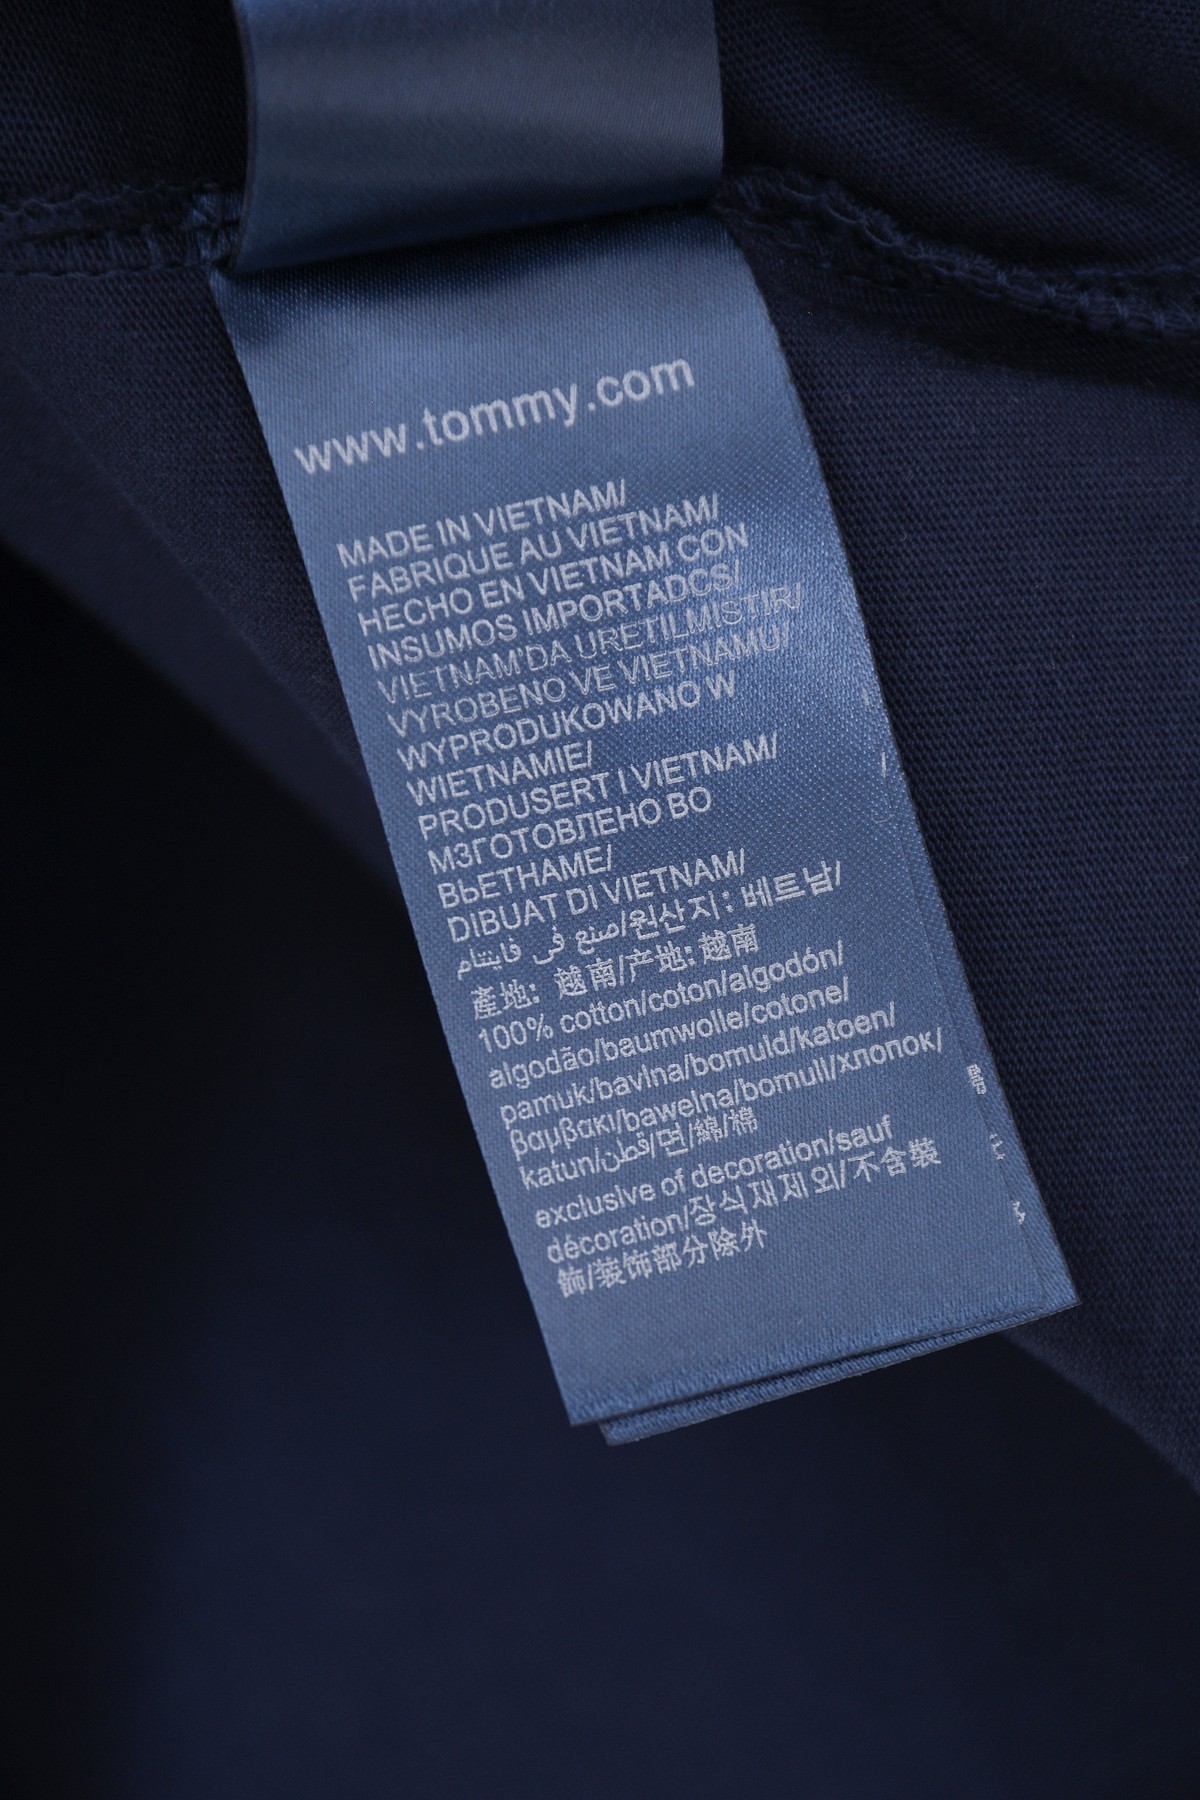 www.tommy.com
MADE IN VIETNAM/
FABRIQUE AU VIETNAM/
HECHO EN VIETNAM CON
INSUMOS IMPORTADCS/
VIETNAM'DA URETILMISTIR/
VYROBENO VE VIETNAMU/
WYPRODUKOWANO W
WIETNAMIE/
PRODUSERT I VIETNAM/
МЗГОТОВЛЕНО ВО
ВЬЕТНАМЕ/
DIBUAT DI VIETNAM/
صنع في فايتنام/원산지: 베트남/
產地: 越南/产地: 越南
100% cotton/coton/algodón/
algodão/baumwolle/cotone/
pamuk/bavlna/bomuld/katoen/
βαμβακι/bawelna/bomull/хлопок/
katun/قطن/면/綿/棉
exclusive of decoration/sauf
décoration/장식재제외/不含裝
飾/装饰部分除外